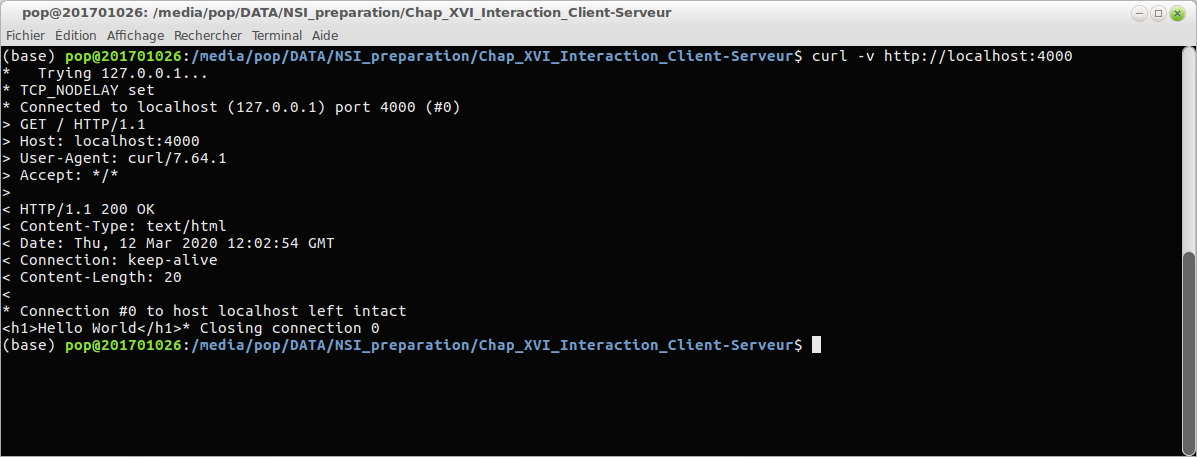 pop@201701026: /media/pop/DATA/NSI_preparation/Chap_XVI_Interaction_Client-Serveur
Fichier Édition Affichage Rechercher Terminal Aide
(base) pop@201701026:/media/pop/DATA/NSI_preparation/Chap_XVI_Interaction_Client-Serveur$ curl -v http://localhost:4000
*   Trying 127.0.0.1...
* TCP_NODELAY set
* Connected to localhost (127.0.0.1) port 4000 (#0)
> GET / HTTP/1.1
> Host: localhost:4000
> User-Agent: curl/7.64.1
> Accept: */*
>
< HTTP/1.1 200 OK
< Content-Type: text/html
< Date: Thu, 12 Mar 2020 12:02:54 GMT
< Connection: keep-alive
< Content-Length: 20
<
* Connection #0 to host localhost left intact
<h1>Hello World</h1>* Closing connection 0
(base) pop@201701026:/media/pop/DATA/NSI_preparation/Chap_XVI_Interaction_Client-Serveur$